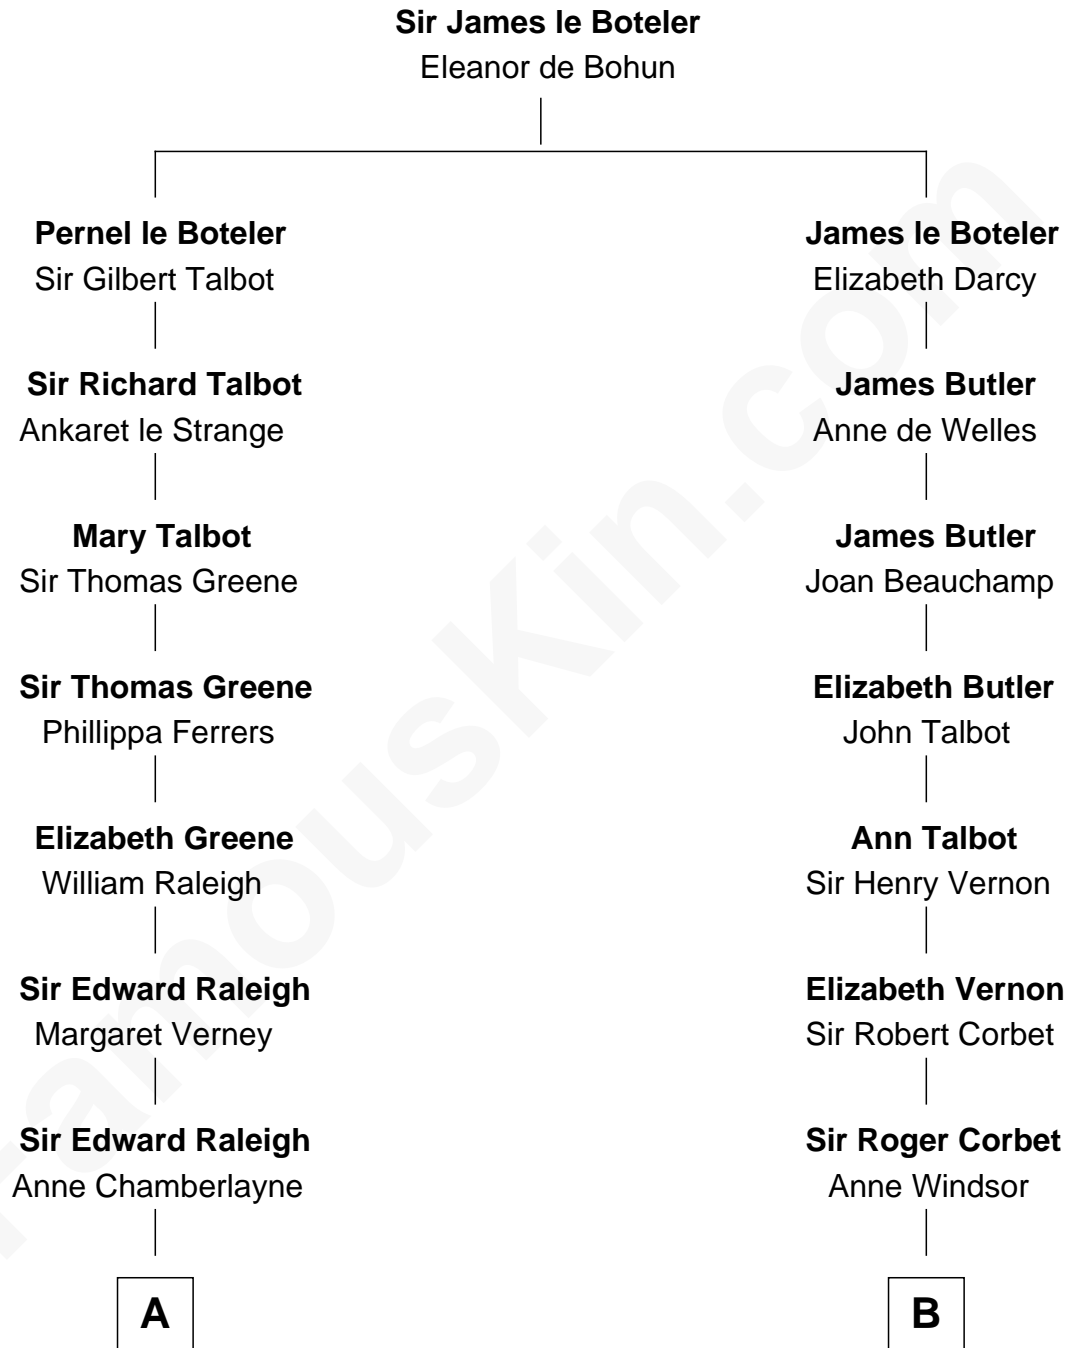 Sir James le Boteler
Eleanor de Bohun
Pernel le Boteler
Sir Gilbert Talbot
James le Boteler
Elizabeth Darcy
Sir Richard Talbot
Ankaret le Strange
James Butler
Anne de Welles
Mary Talbot
Sir Thomas Greene
James Butler
Joan Beauchamp
Sir Thomas Greene
Phillippa Ferrers
Elizabeth Butler
John Talbot
Elizabeth Greene
William Raleigh
Ann Talbot
Sir Henry Vernon
Sir Edward Raleigh
Margaret Verney
Elizabeth Vernon
Sir Robert Corbet
Sir Edward Raleigh
Anne Chamberlayne
Sir Roger Corbet
Anne Windsor
A
B
FamousKin.com